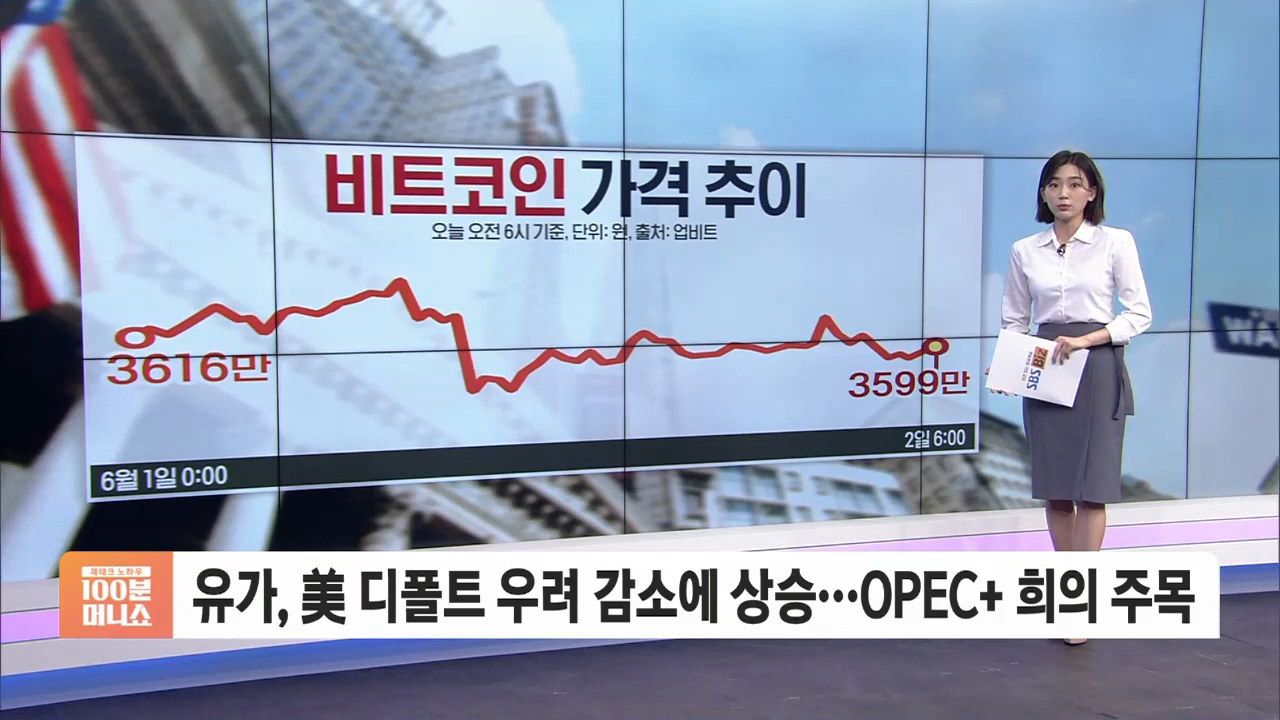 비트코인 가격 추이
오늘 오전 6시 기준, 단위: 원, 출처: 업비트
3616만
3599만
6월 1일 0:00
2일 6:00
WA
SBS Biz
재테크 노하우
100분
머니쇼
유가, 美 디폴트 우려 감소에 상승…OPEC+ 희의 주목